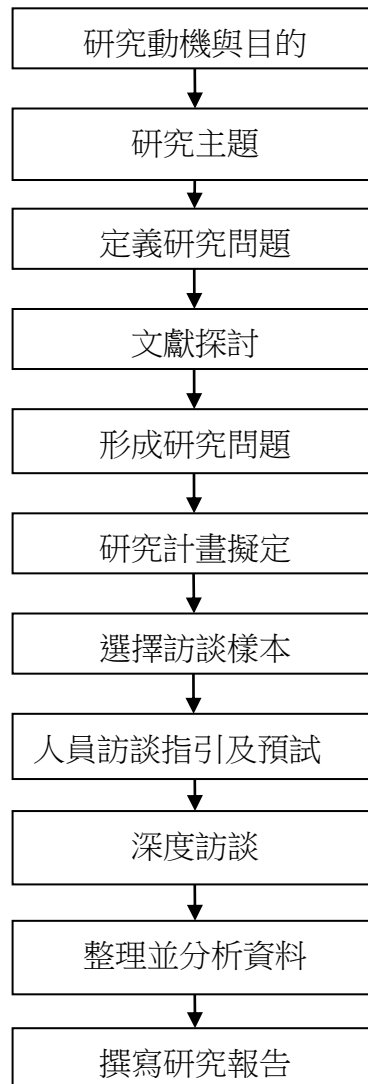 研究動機與目的
研究主題
定義研究問題
文獻探討
形成研究問題
研究計畫擬定
選擇訪談樣本
人員訪談指引及預試
深度訪談
整理並分析資料
撰寫研究報告